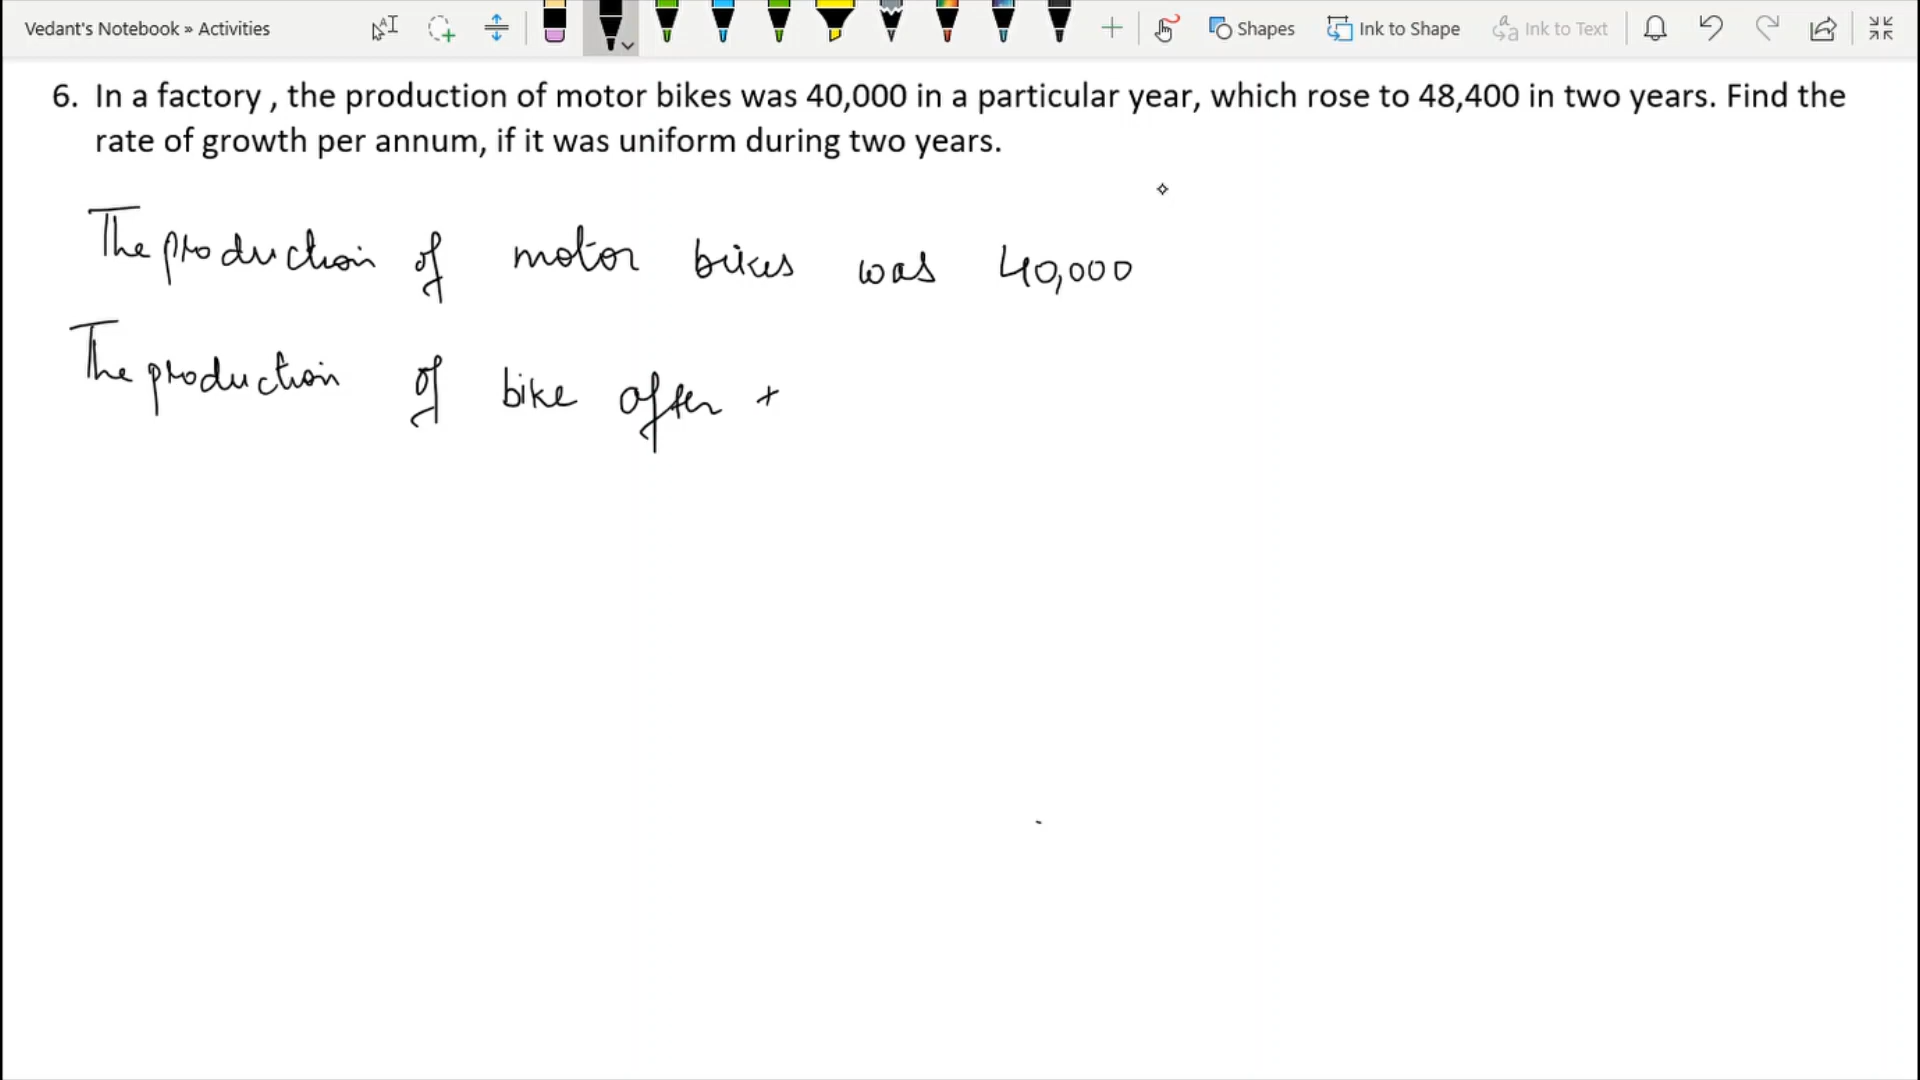 Vedant's Notebook » Activities
Shapes
Ink to Shape
Ink to Text
6. In a factory , the production of motor bikes was 40,000 in a particular year, which rose to 48,400 in two years. Find the
rate of growth per annum, if it was uniform during two years.
The production of motor bikes was 40,000
The production of bike after t